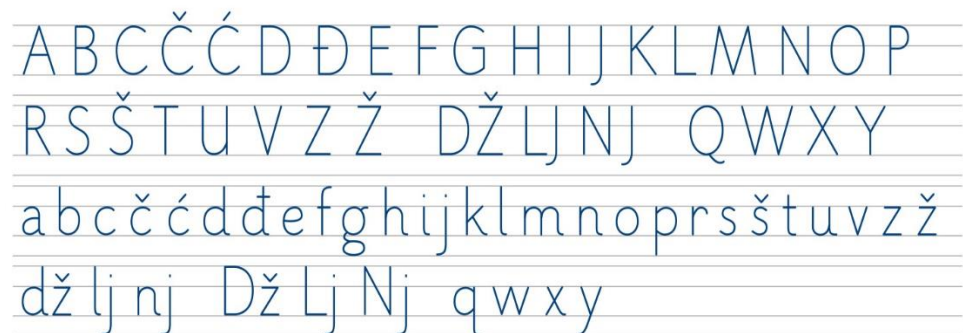 A B C Č Ć D Đ E F G H I J K L M N O P
R S Š T U V Z Ž DŽ LJ NJ Q W X Y
a b c č ć d đ e f g h i j k l m n o p r s š t u v z ž
dž lj nj Dž Lj Nj q w x y